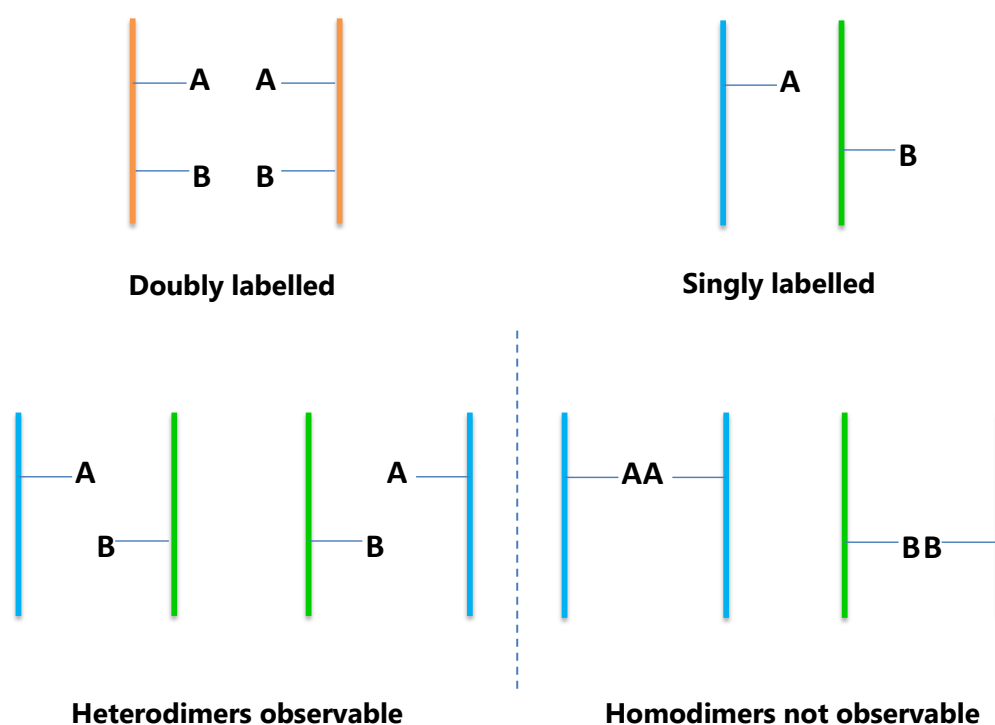 A A
B B
Doubly labelled
A
B
Singly labelled
A
B
A
B
Heterodimers observable
AA
BB
Homodimers not observable